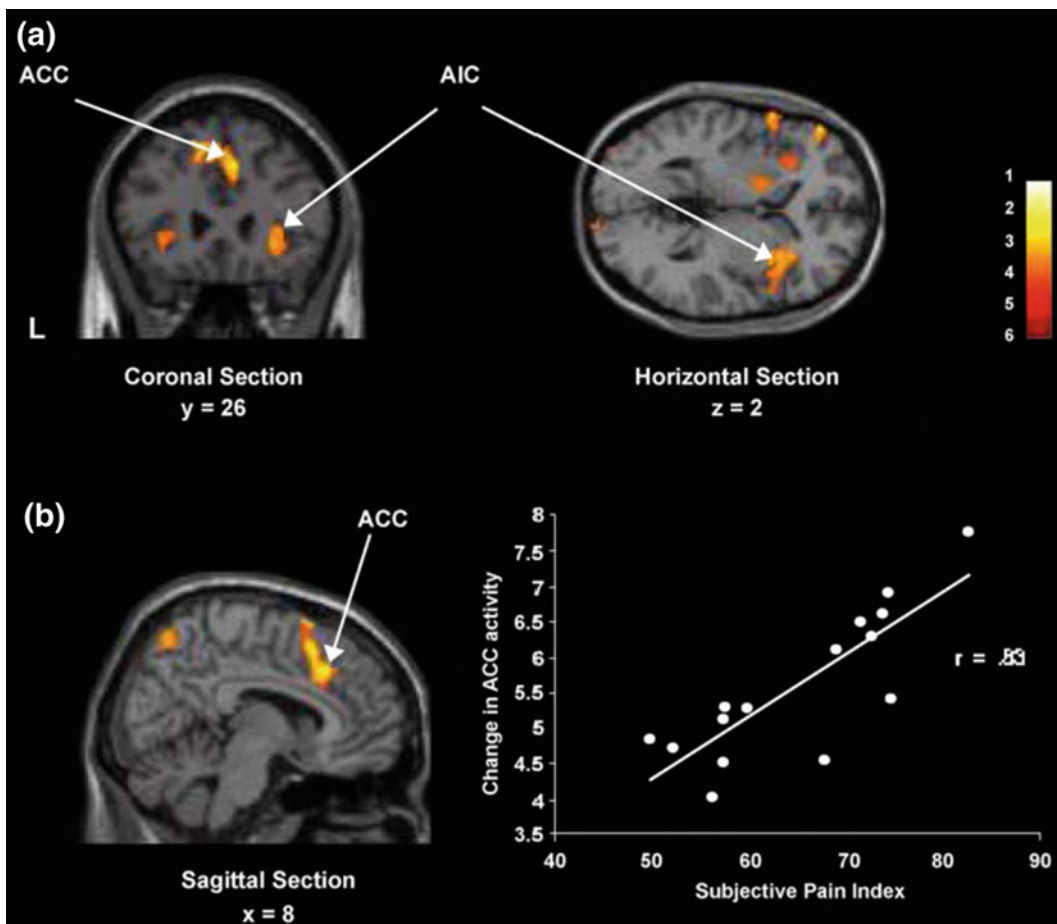 (a)
ACC
AIC
L
Coronal Section
y = 26
Horizontal Section
z = 2
1
2
3
4
5
6
(b)
ACC
Sagittal Section
x = 8
Change in ACC activity
8
7.5
7
6.5
6
5.5
5
4.5
4
3.5
40 50 60 70 80 90
Subjective Pain Index
r =